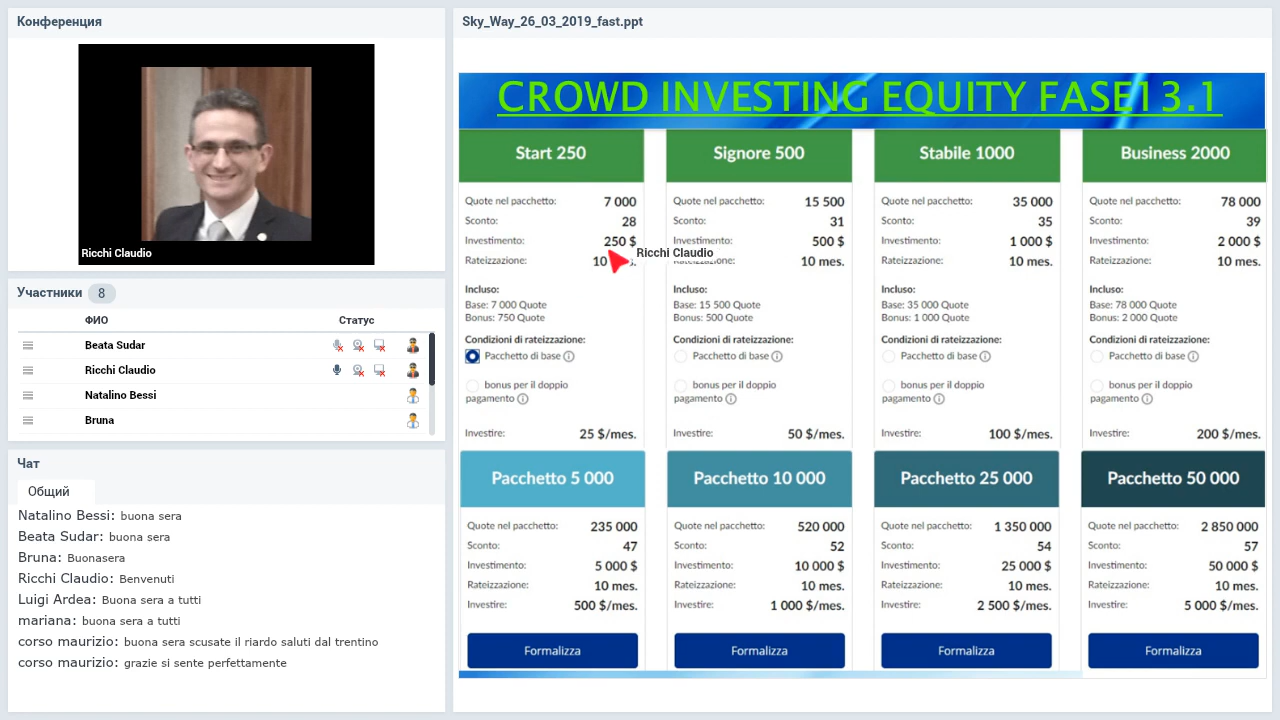 Конференция
Ricchi Claudio
Участники 8
ФИО Статус
Beata Sudar
Ricchi Claudio
Natalino Bessi
Bruna
Чат
Общий
Natalino Bessi: buona sera
Beata Sudar: buona sera
Bruna: Buonasera
Ricchi Claudio: Benvenuti
Luigi Ardea: Buona sera a tutti
mariana: buona sera a tutti
corso maurizio: buona sera scusate il riardo saluti dal trentino
corso maurizio: grazie si sente perfettamente
Sky_Way_26_03_2019_fast.ppt
CROWD INVESTING EQUITY FASE13.1
Start 250
Quote nel pacchetto: 7 000
Sconto: 28
Investimento: 250 $
Rateizzazione: 10
Ricchi Claudio
Incluso:
Base: 7 000 Quote
Bonus: 750 Quote
Condizioni di rateizzazione:
Pacchetto di base
bonus per il doppio
pagamento
Investire: 25 $/mes.
Signore 500
Quote nel pacchetto: 15 500
Sconto: 31
Investimento: 500 $
Rateizzazione: 10 mes.
Incluso:
Base: 15 500 Quote
Bonus: 500 Quote
Condizioni di rateizzazione:
Pacchetto di base
bonus per il doppio
pagamento
Investire: 50 $/mes.
Stabile 1000
Quote nel pacchetto: 35 000
Sconto: 35
Investimento: 1 000 $
Rateizzazione: 10 mes.
Incluso:
Base: 35 000 Quote
Bonus: 1 000 Quote
Condizioni di rateizzazione:
Pacchetto di base
bonus per il doppio
pagamento
Investire: 100 $/mes.
Business 2000
Quote nel pacchetto: 78 000
Sconto: 39
Investimento: 2 000 $
Rateizzazione: 10 mes.
Incluso:
Base: 78 000 Quote
Bonus: 2 000 Quote
Condizioni di rateizzazione:
Pacchetto di base
bonus per il doppio
pagamento
Investire: 200 $/mes.
Pacchetto 5 000
Quote nel pacchetto: 235 000
Sconto: 47
Investimento: 5 000 $
Rateizzazione: 10 mes.
Investire: 500 $/mes.
Formalizza
Pacchetto 10 000
Quote nel pacchetto: 520 000
Sconto: 52
Investimento: 10 000 $
Rateizzazione: 10 mes.
Investire: 1 000 $/mes.
Formalizza
Pacchetto 25 000
Quote nel pacchetto: 1 350 000
Sconto: 54
Investimento: 25 000 $
Rateizzazione: 10 mes.
Investire: 2 500 $/mes.
Formalizza
Pacchetto 50 000
Quote nel pacchetto: 2 850 000
Sconto: 57
Investimento: 50 000 $
Rateizzazione: 10 mes.
Investire: 5 000 $/mes.
Formalizza